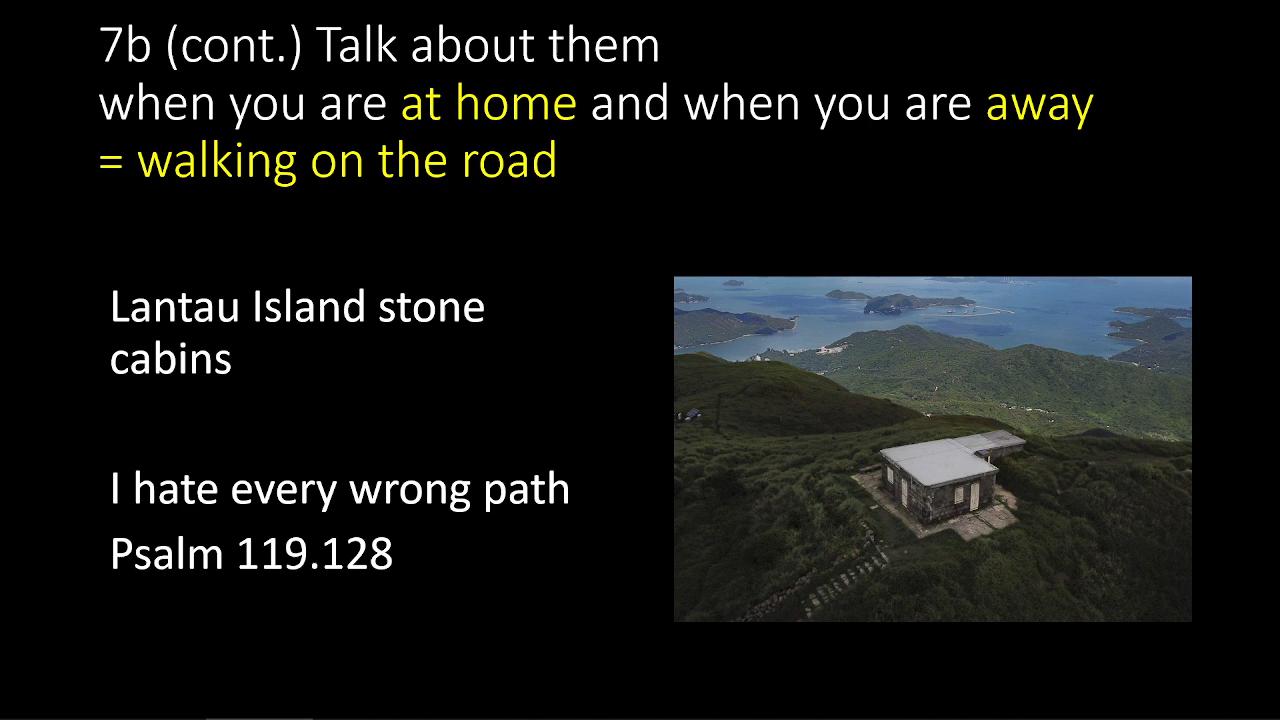 7b (cont.) Talk about them
when you are at home and when you are away
= walking on the road
Lantau Island stone
cabins
I hate every wrong path
Psalm 119.128